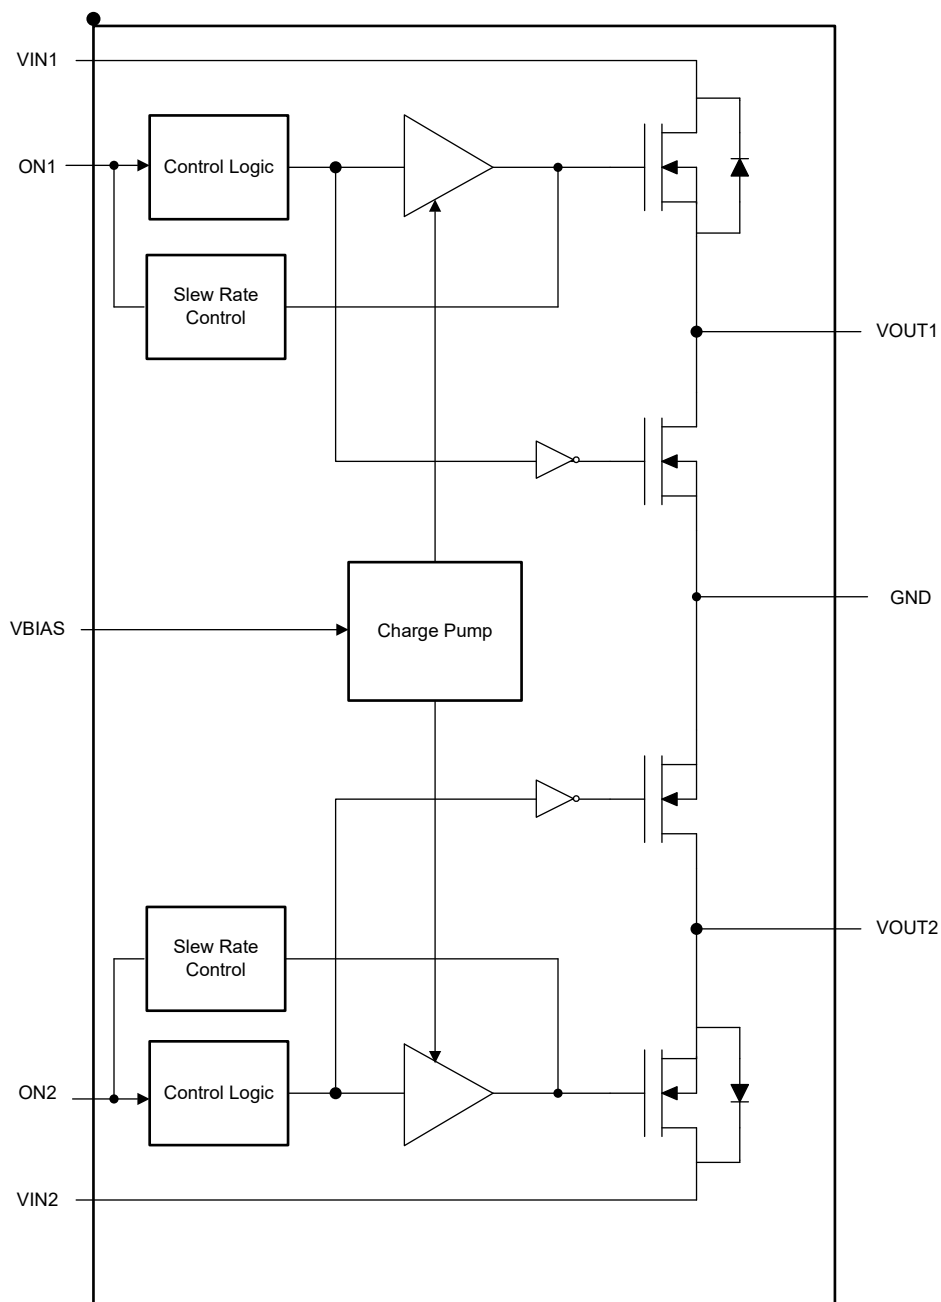 VIN1
ON1
Control Logic
Slew Rate
Control
VOUT1
GND
VBIAS
Charge Pump
VOUT2
Slew Rate
Control
ON2
Control Logic
VIN2